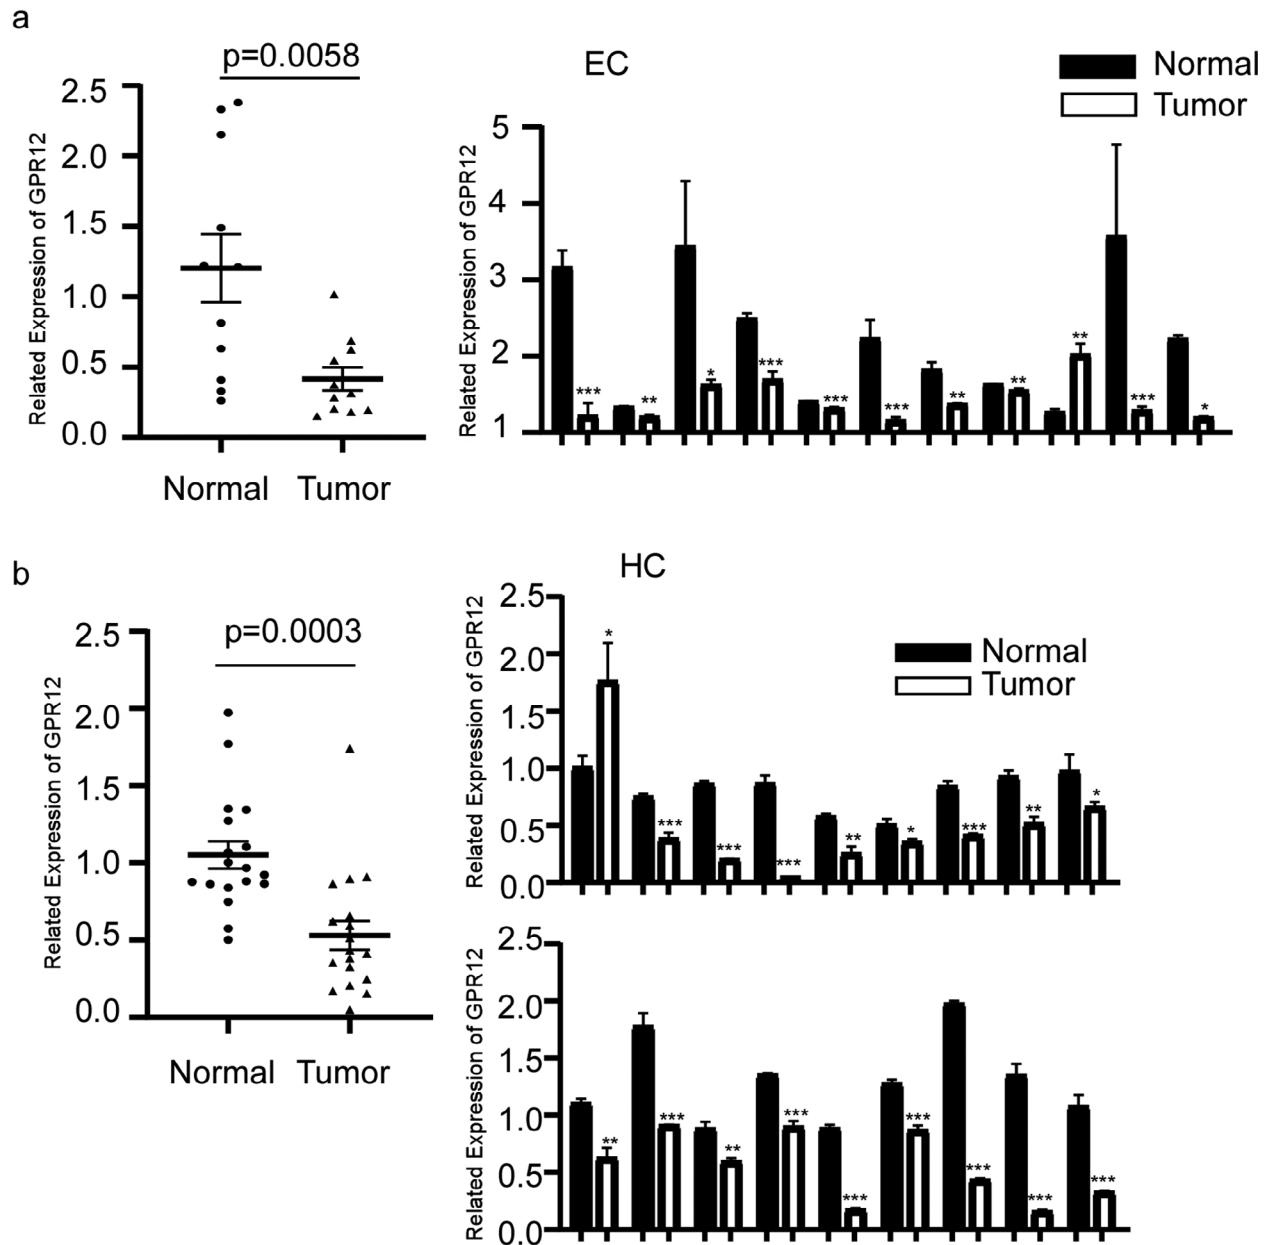 a
p=0.0058
2.5
2.0
1.5
1.0
0.5
0.0
Related Expression of GPR12
Normal Tumor
EC
Normal
Tumor
5
4
3
2
1
Related Expression of GPR12
*** ** * *** *** *** ** ** ** *** *
b
p=0.0003
2.5
2.0
1.5
1.0
0.5
0.0
Related Expression of GPR12
Normal Tumor
HC
Normal
Tumor
2.5
2.0
1.5
1.0
0.5
0.0
Related Expression of GPR12
* *** *** *** ** * *** ** *
2.5
2.0
1.5
1.0
0.5
0.0
Related Expression of GPR12
** *** ** *** *** *** *** *** ***